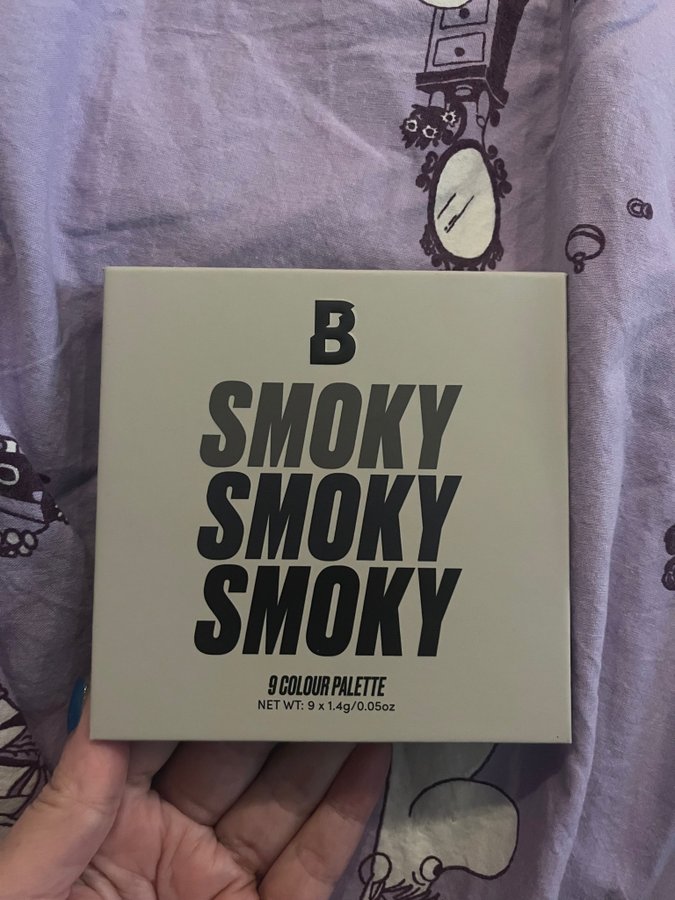 B
SMOKY
SMOKY
SMOKY
9 COLOUR PALETTE
NET WT: 9 x 1.4g/0.05oz